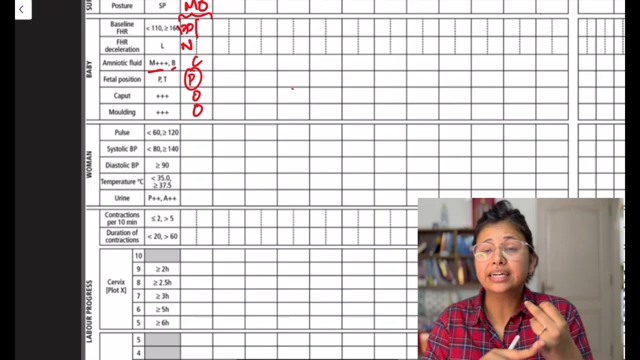 Posture SP MO
Baseline FHR < 110, ≥ 160
FHR deceleration L N
Amniotic fluid M+++, B C
Fetal position P, T P
Caput +++ 0
Moulding +++ 0
BABY
Pulse < 60, ≥ 120
Systolic BP < 80, ≥ 140
Diastolic BP ≥ 90
Temperature °C < 35.0, ≥ 37.5
Urine P++, A++
WOMAN
Contractions per 10 min ≤ 2, > 5
Duration of contractions < 20, > 60
Cervix [Plot X]
10
9 ≥ 2h
8 ≥ 2.5h
7 ≥ 3h
6 ≥ 5h
5 ≥ 6h
LABOUR PROGRESS
5
4